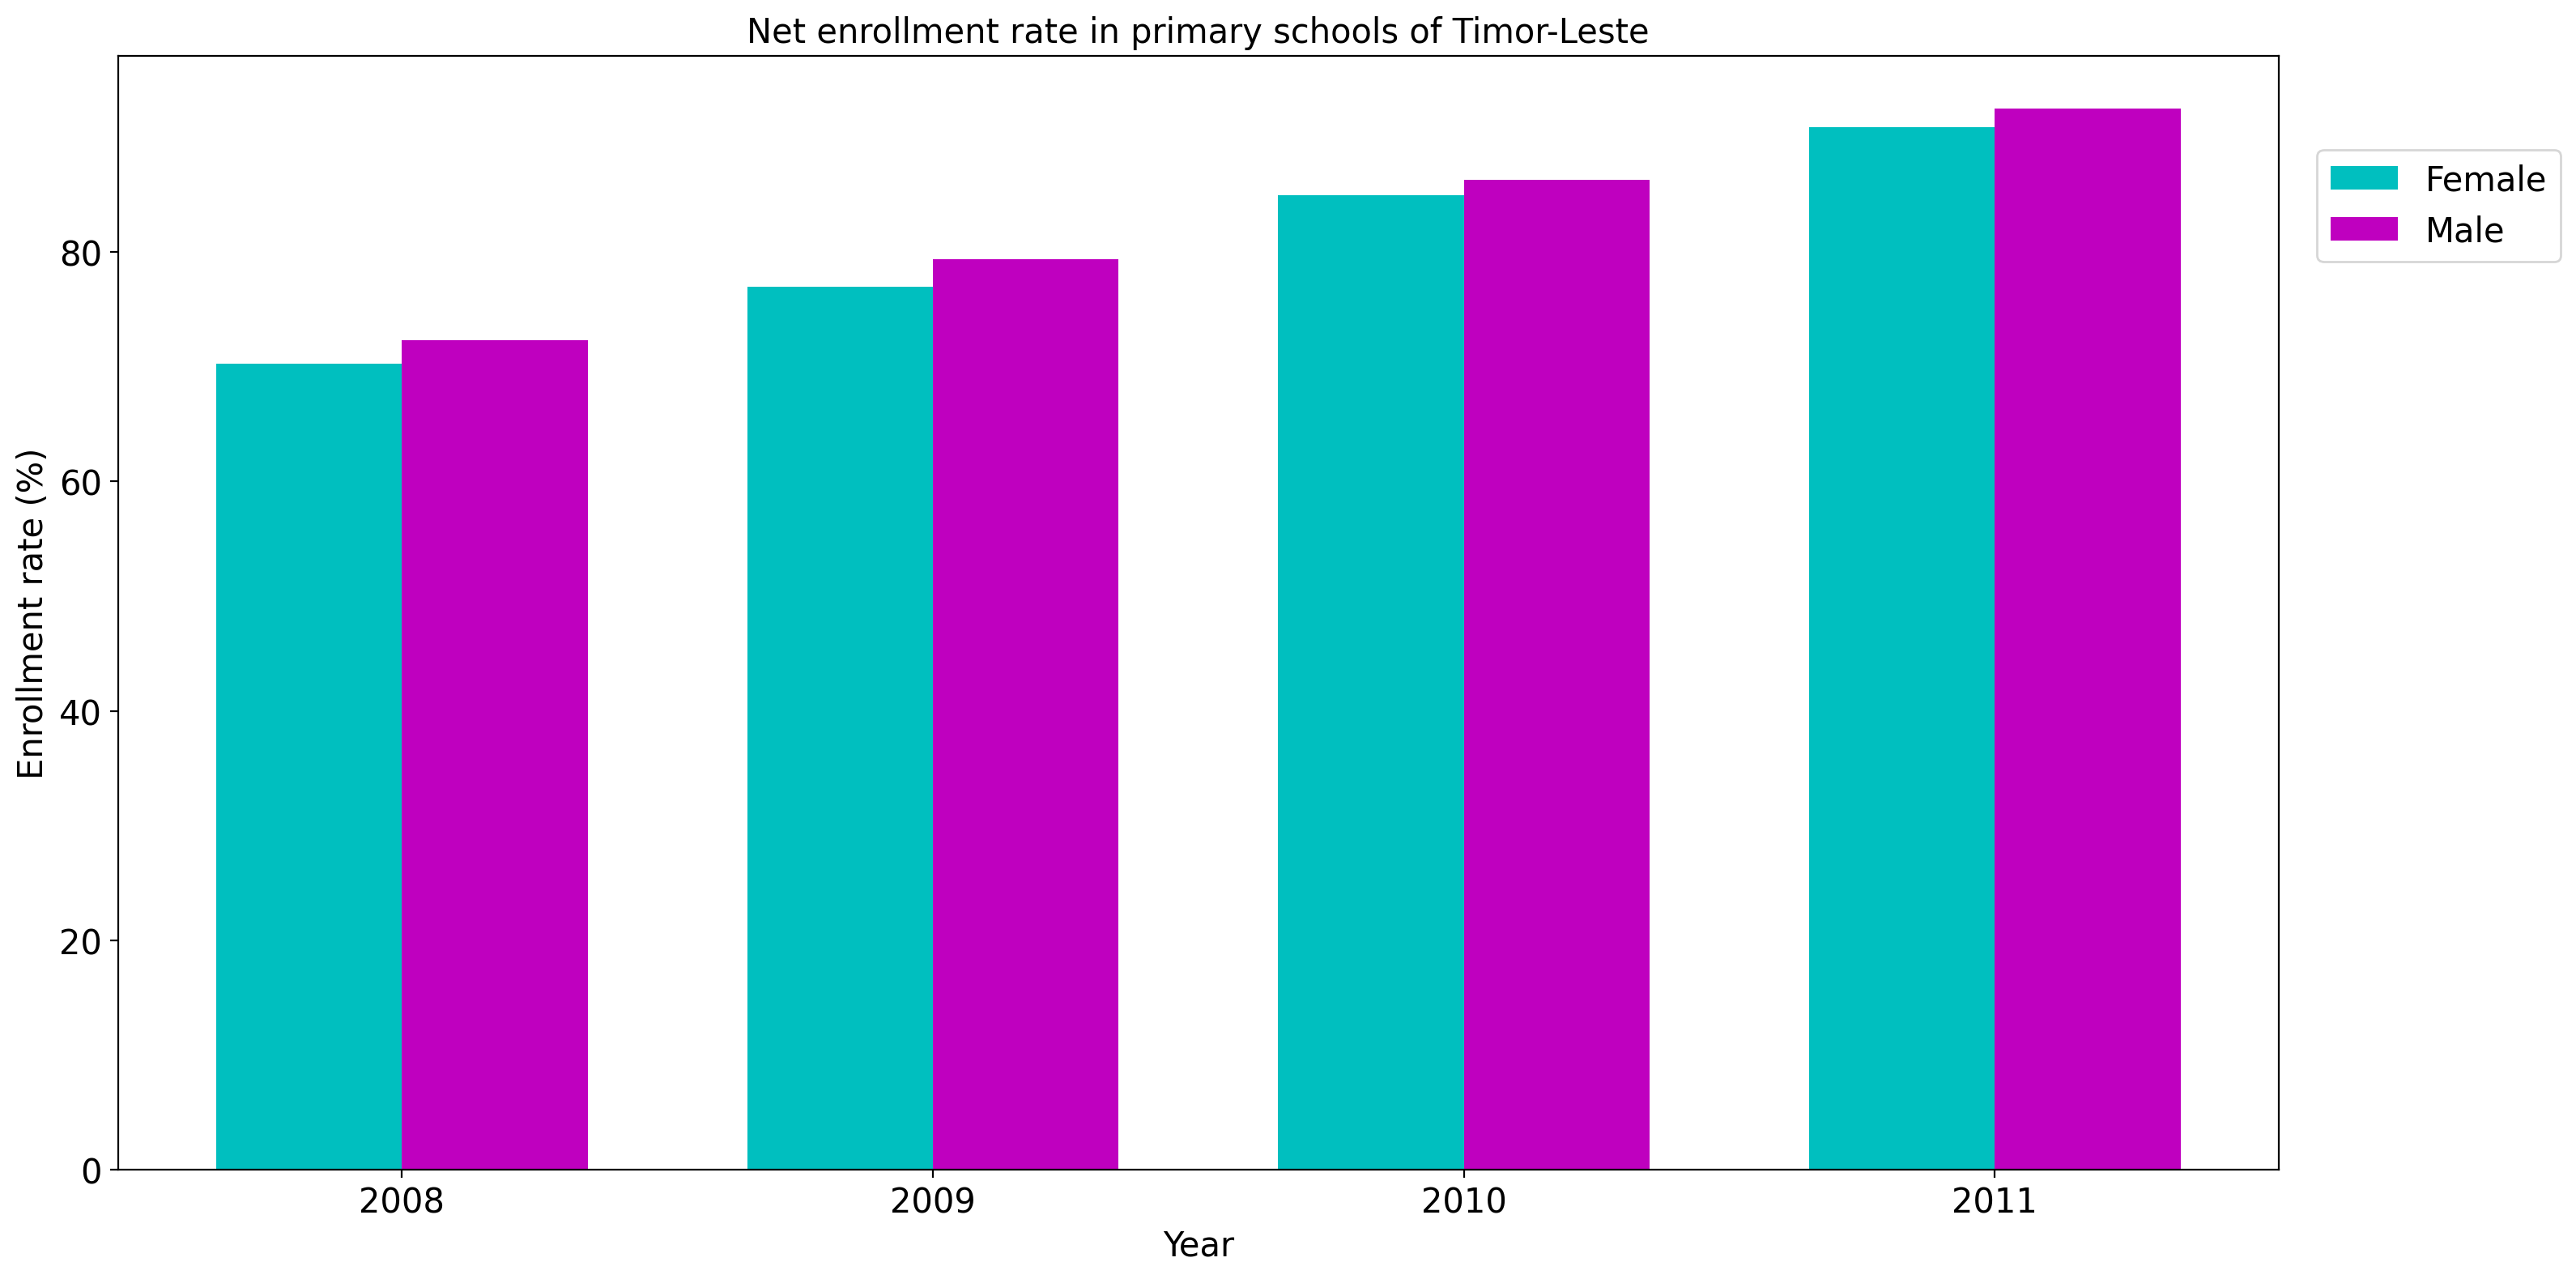 Net enrollment rate in primary schools of Timor-Leste
Enrollment rate (%)
80
60
40
20
0
2008
2009
2010
2011
Year
Female
Male